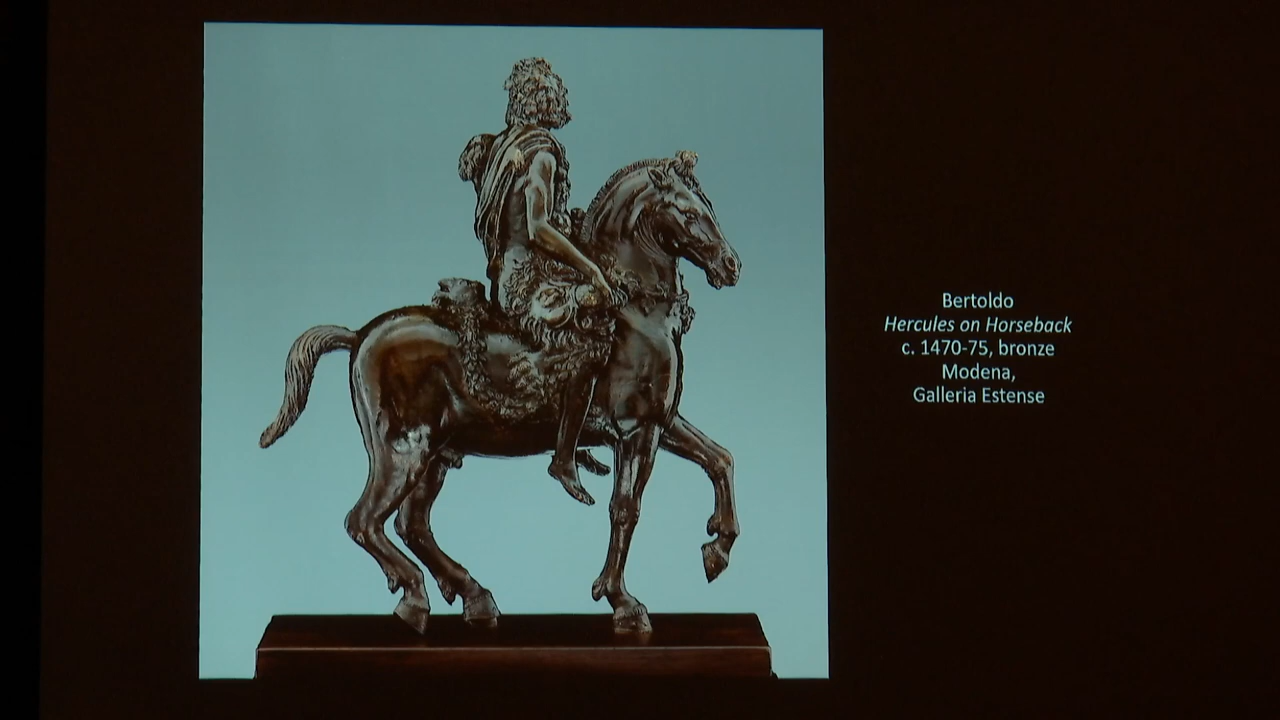 Bertoldo
Hercules on Horseback
c. 1470-75, bronze
Modena,
Galleria Estense